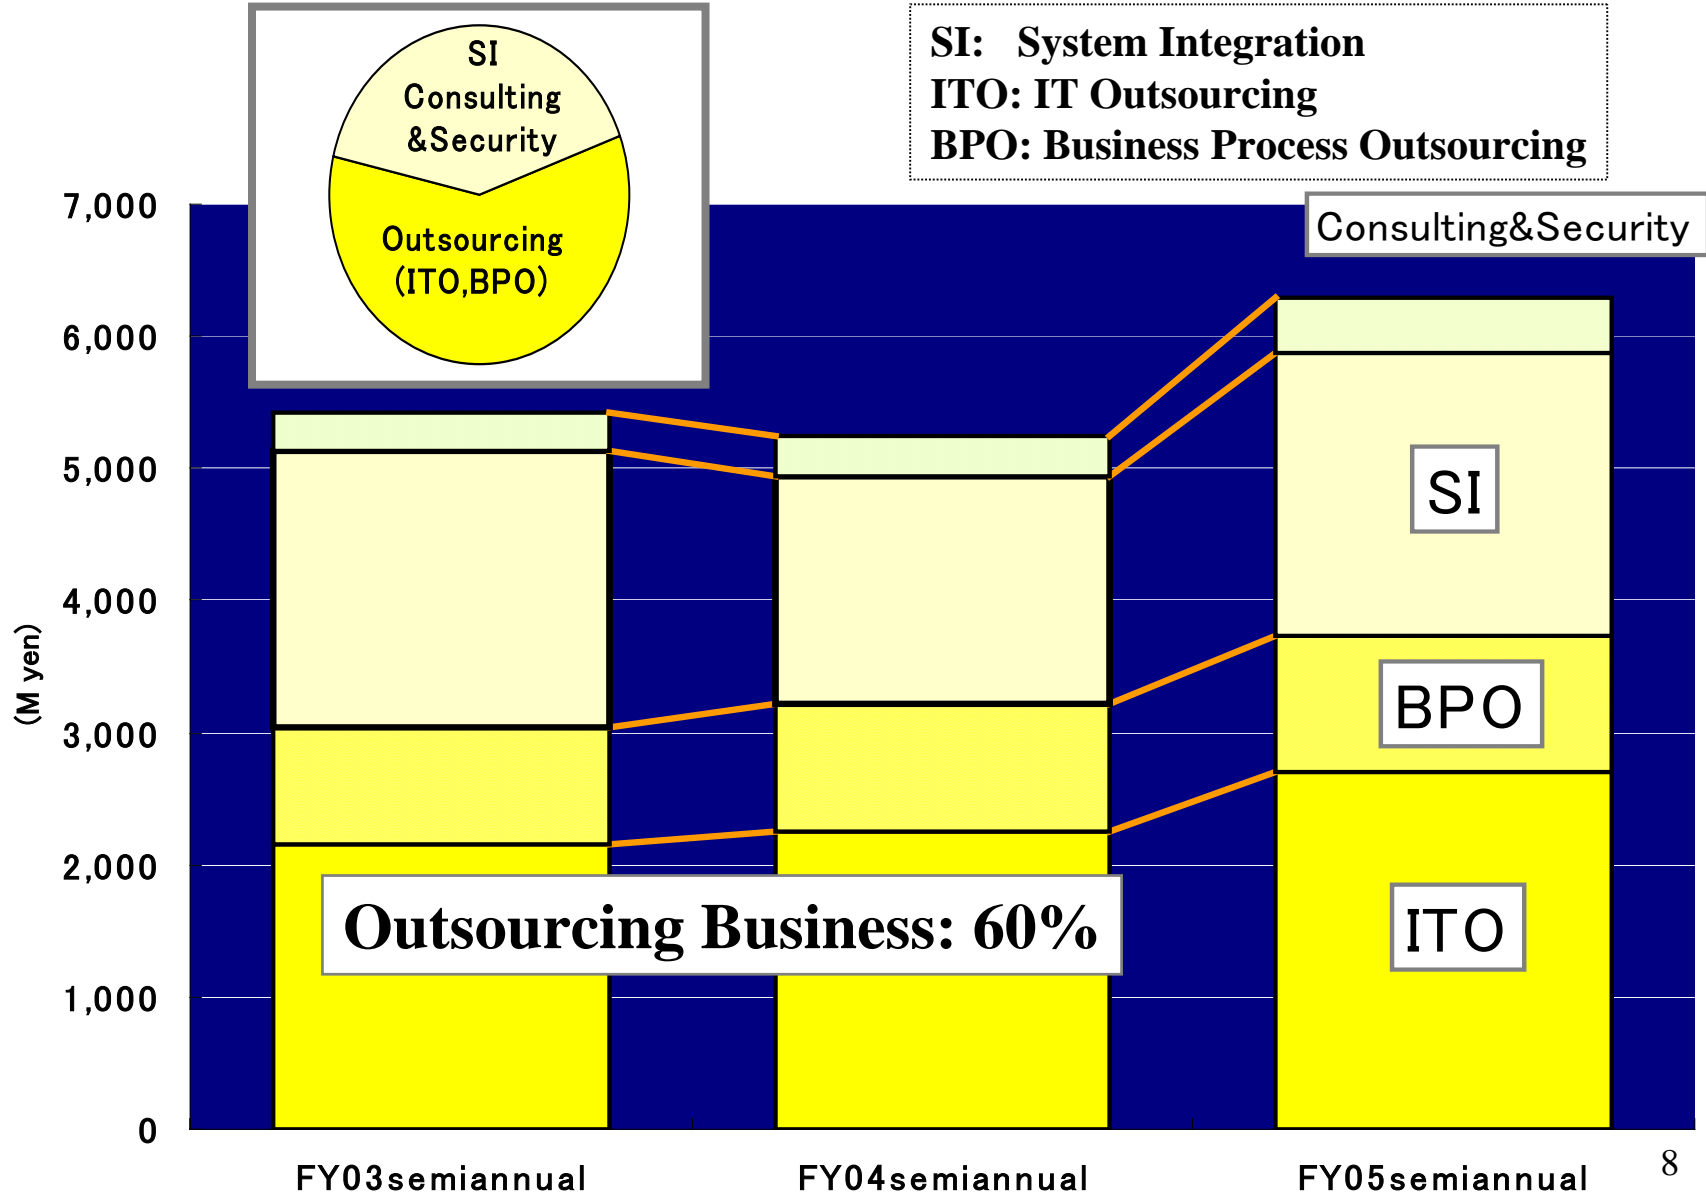 SI
Consulting
&Security
Outsourcing
(ITO,BPO)
SI: System Integration
ITO: IT Outsourcing
BPO: Business Process Outsourcing
Consulting&Security
7,000
6,000
5,000
4,000
3,000
2,000
1,000
0
(M yen)
SI
BPO
ITO
Outsourcing Business: 60%
FY03semiannual
FY04semiannual
FY05semiannual
8